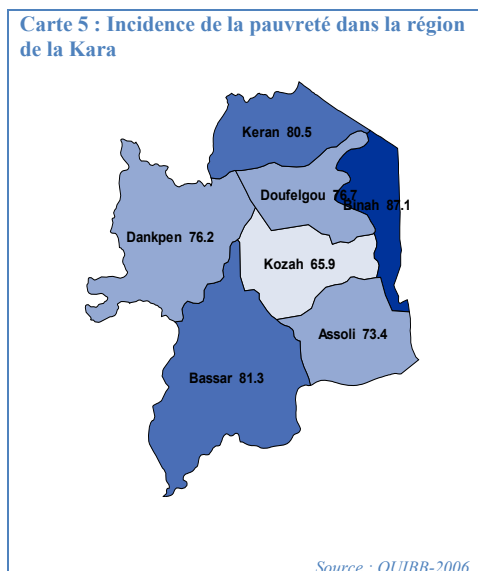 Carte 5 : Incidence de la pauvreté dans la région
de la Kara
Keran 80.5
Doufelgou 76.7
Binah 87.1
Dankpen 76.2
Kozah 65.9
Assoli 73.4
Bassar 81.3
Source : QUIBB-2006